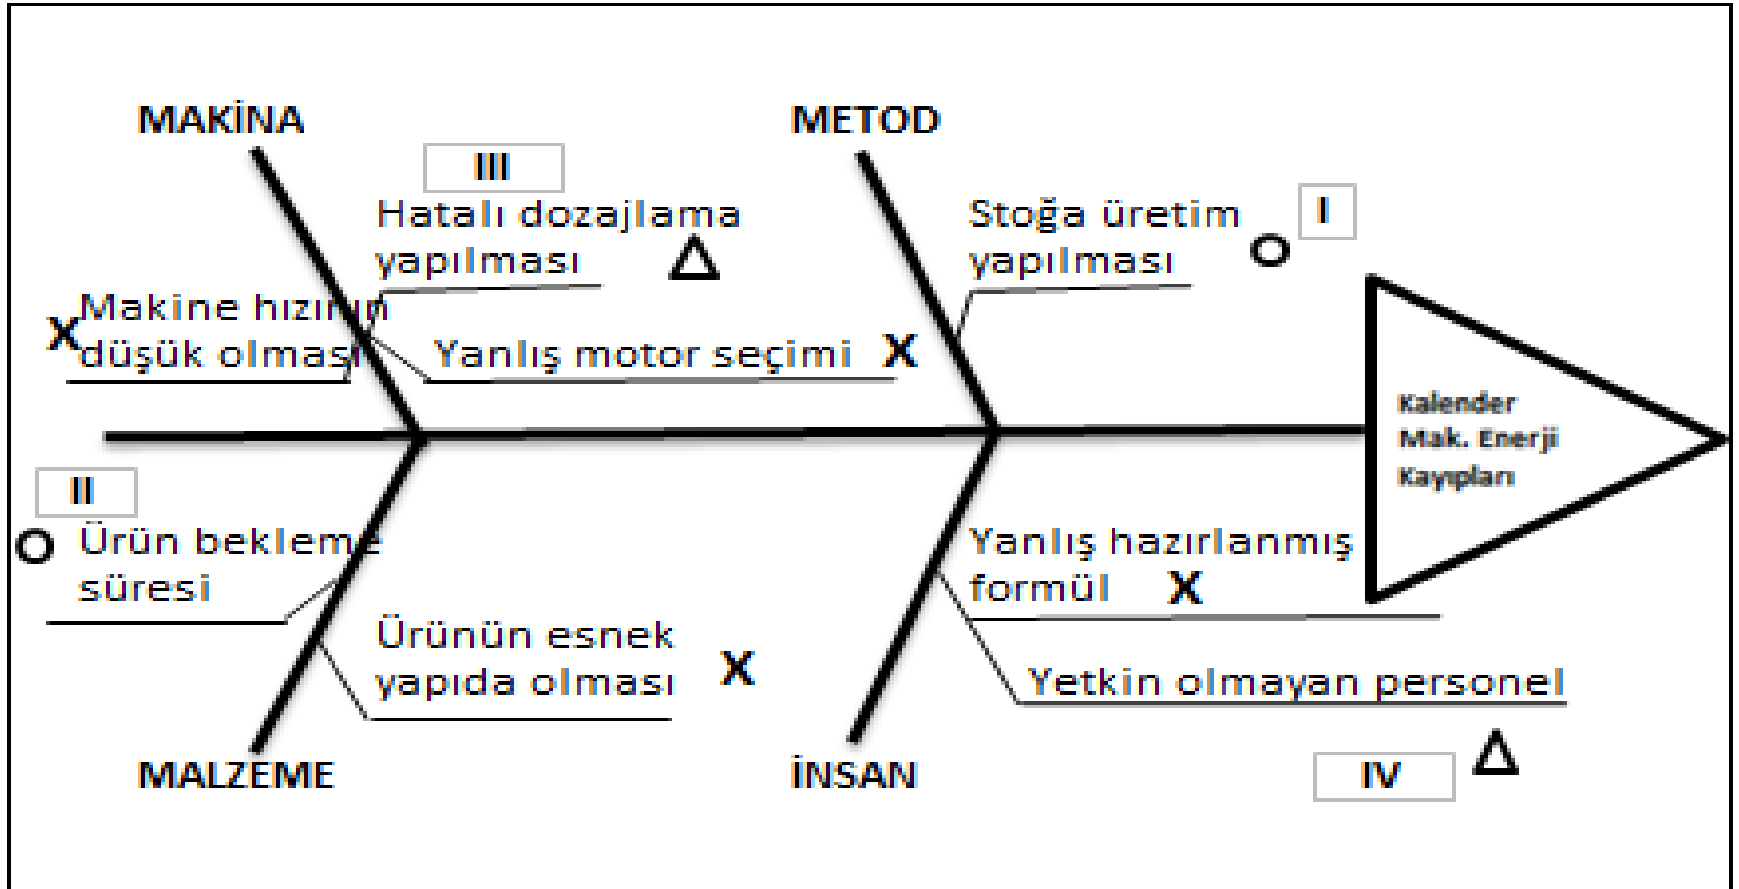 MAKİNA
METOD
III
Hatalı dozajlama
yapılması
Stoğa üretim
yapılması
I
X
Makine hızının
düşük olması
Yanlış motor seçimi X
Kalender
Mak. Enerji
Kayıpları
II
Ürün bekleme
süresi
Ürünün esnek
yapıda olması X
Yanlış hazırlanmış
formül X
Yetkin olmayan personel
IV
MALZEME
İNSAN